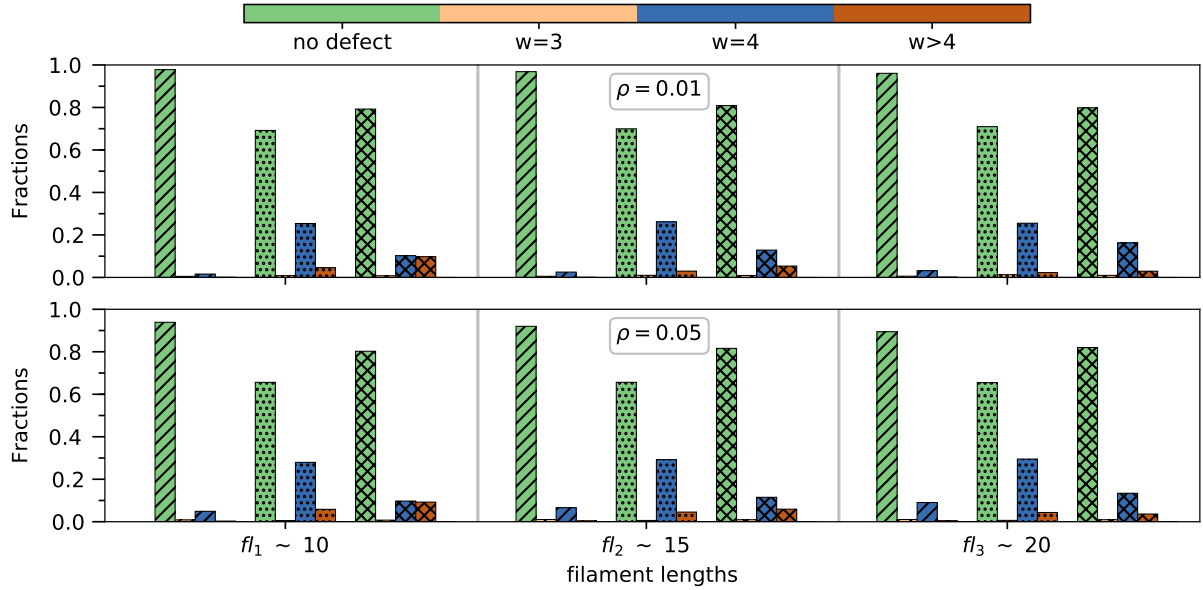 no defect w=3 w=4 w>4
1.0
ρ = 0.01
0.8
0.6
Fractions
0.4
0.2
0.0
1.0
ρ = 0.05
0.8
0.6
Fractions
0.4
0.2
0.0
fl₁ ~ 10 fl₂ ~ 15 fl₃ ~ 20
filament lengths